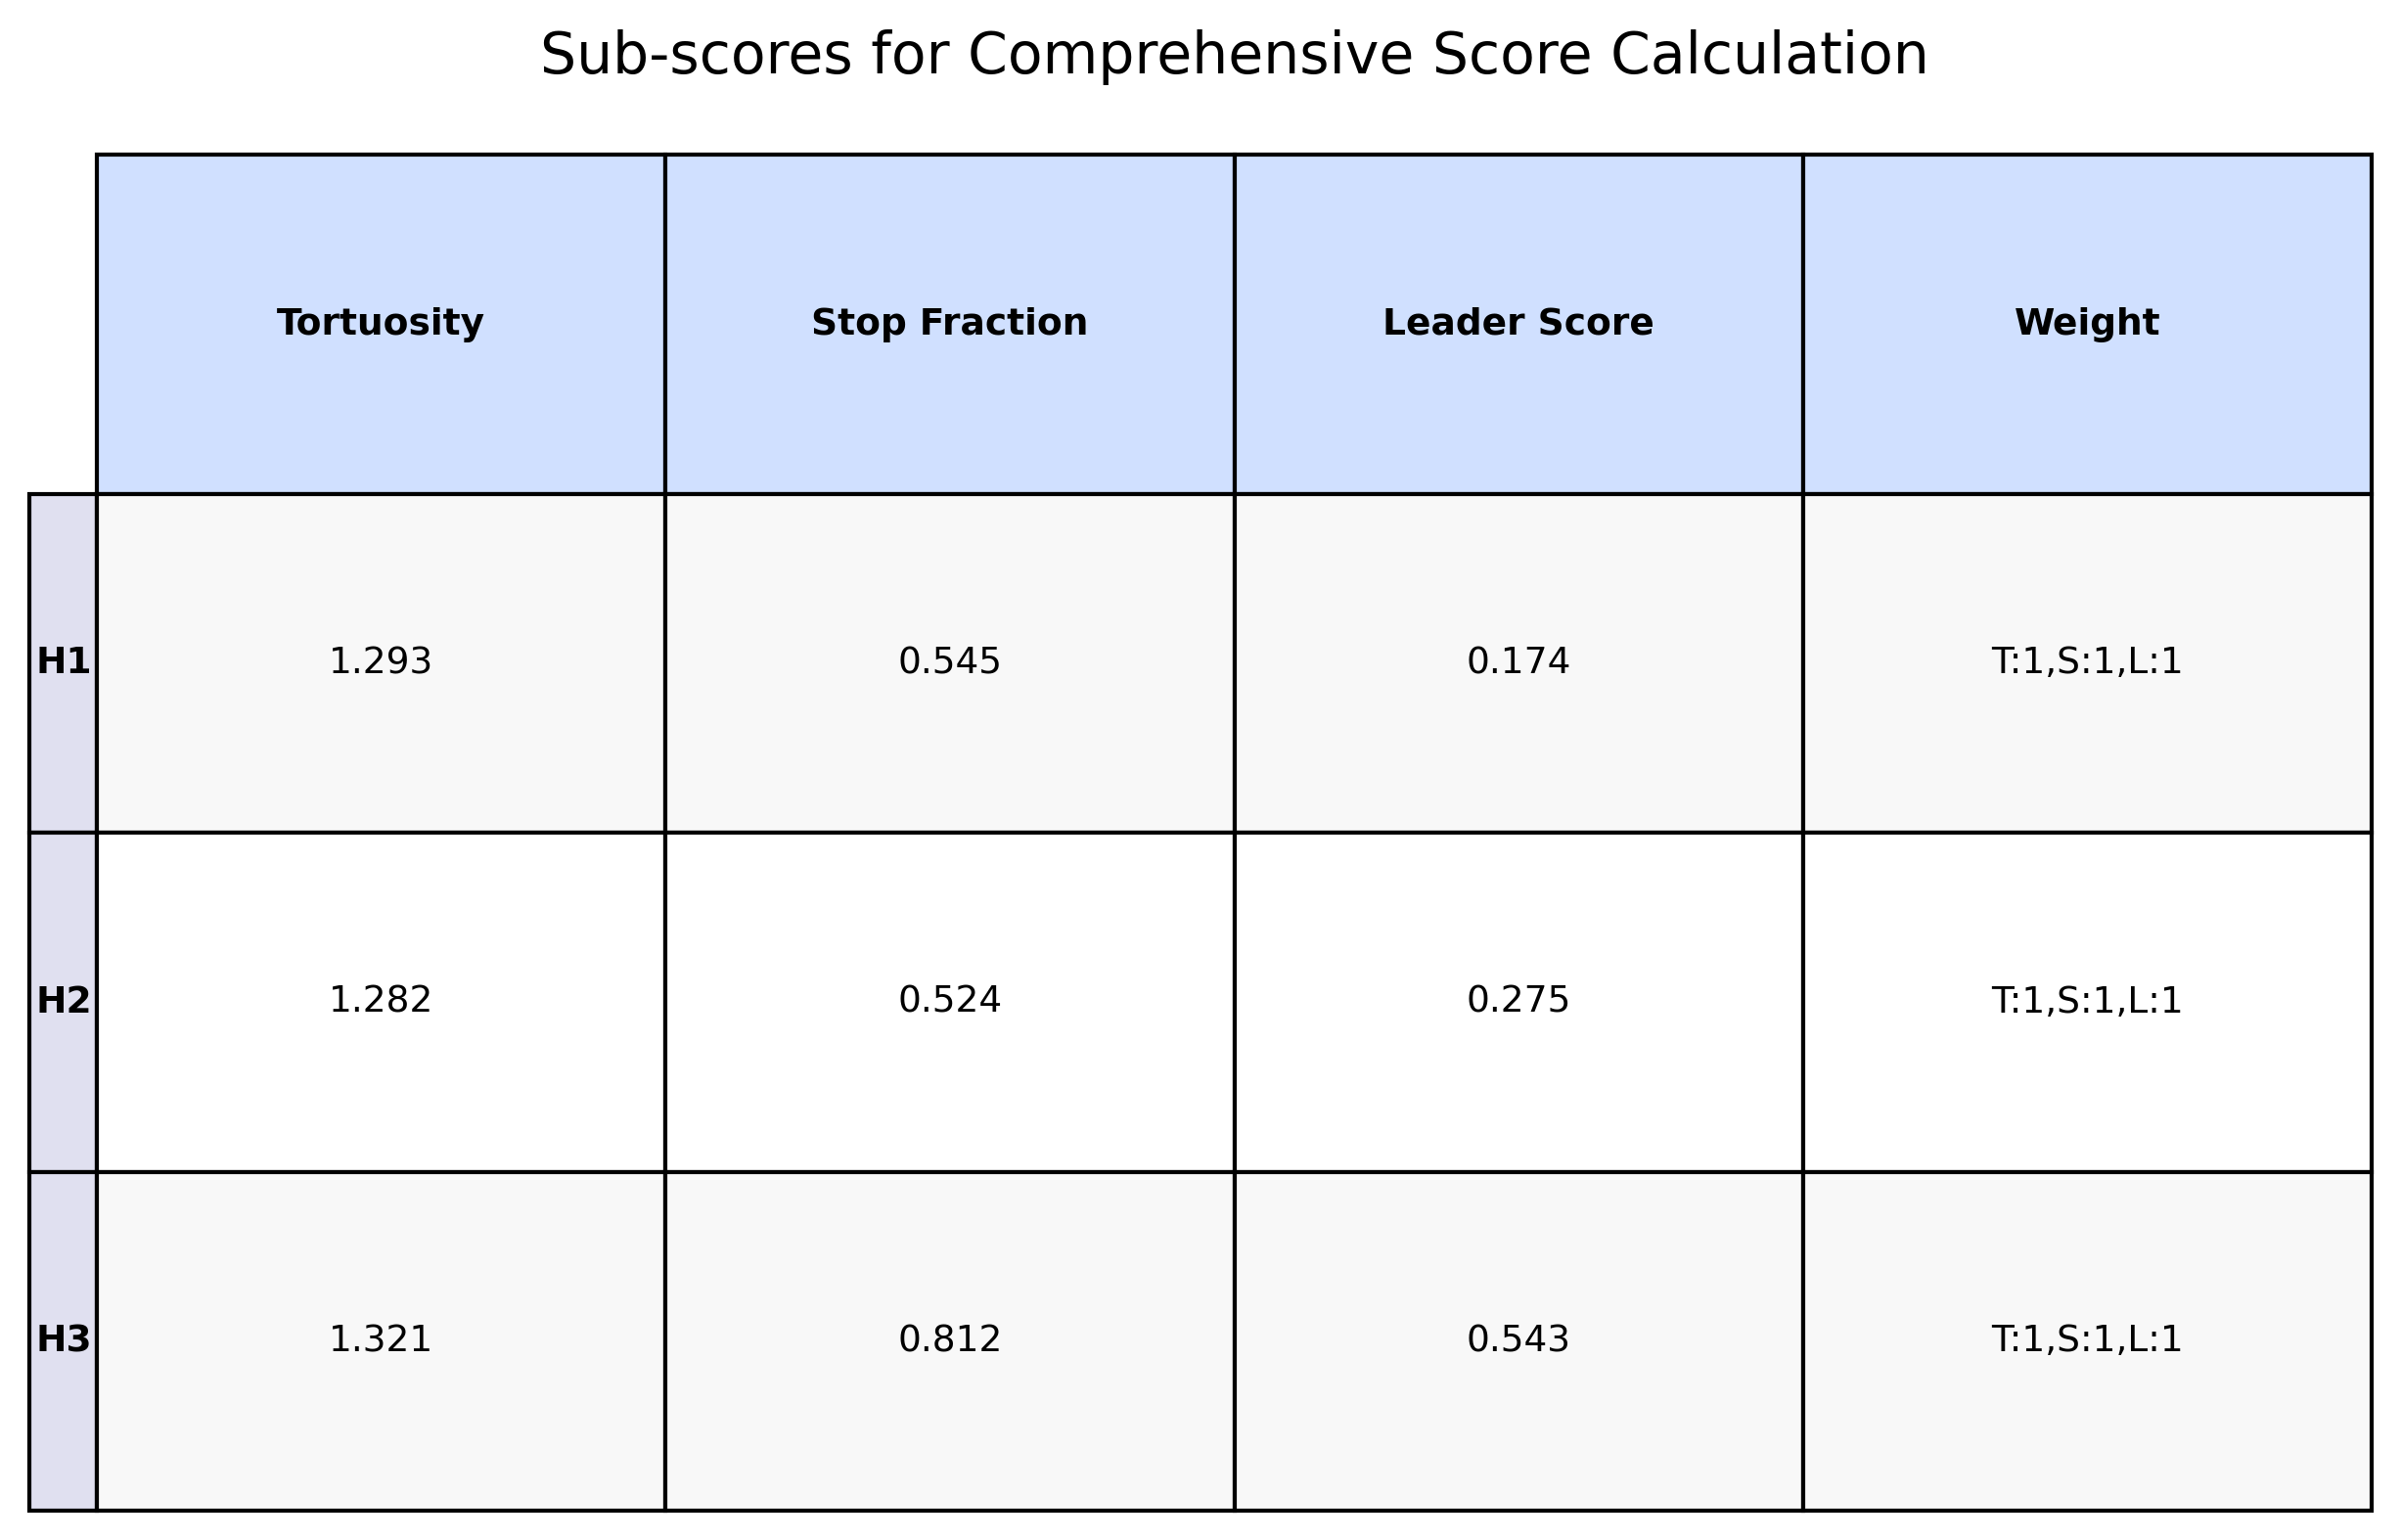 Sub-scores for Comprehensive Score Calculation
Tortuosity Stop Fraction Leader Score Weight
H1 1.293 0.545 0.174 T:1,S:1,L:1
H2 1.282 0.524 0.275 T:1,S:1,L:1
H3 1.321 0.812 0.543 T:1,S:1,L:1